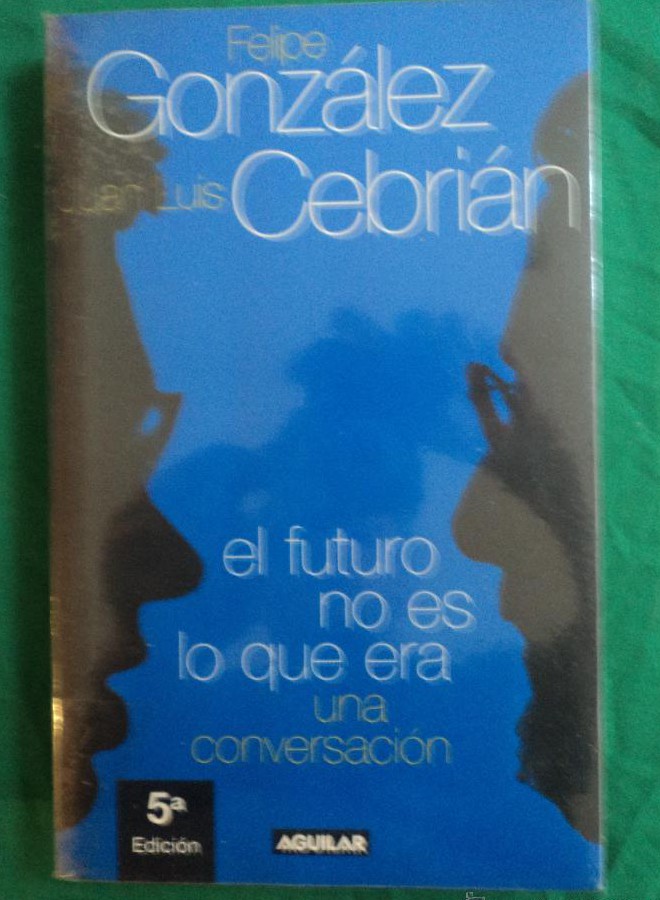 Felipe
González
Juan Luis Cebrián
el futuro
no es
lo que era
una
conversación
5ª
Edición
AGUILAR